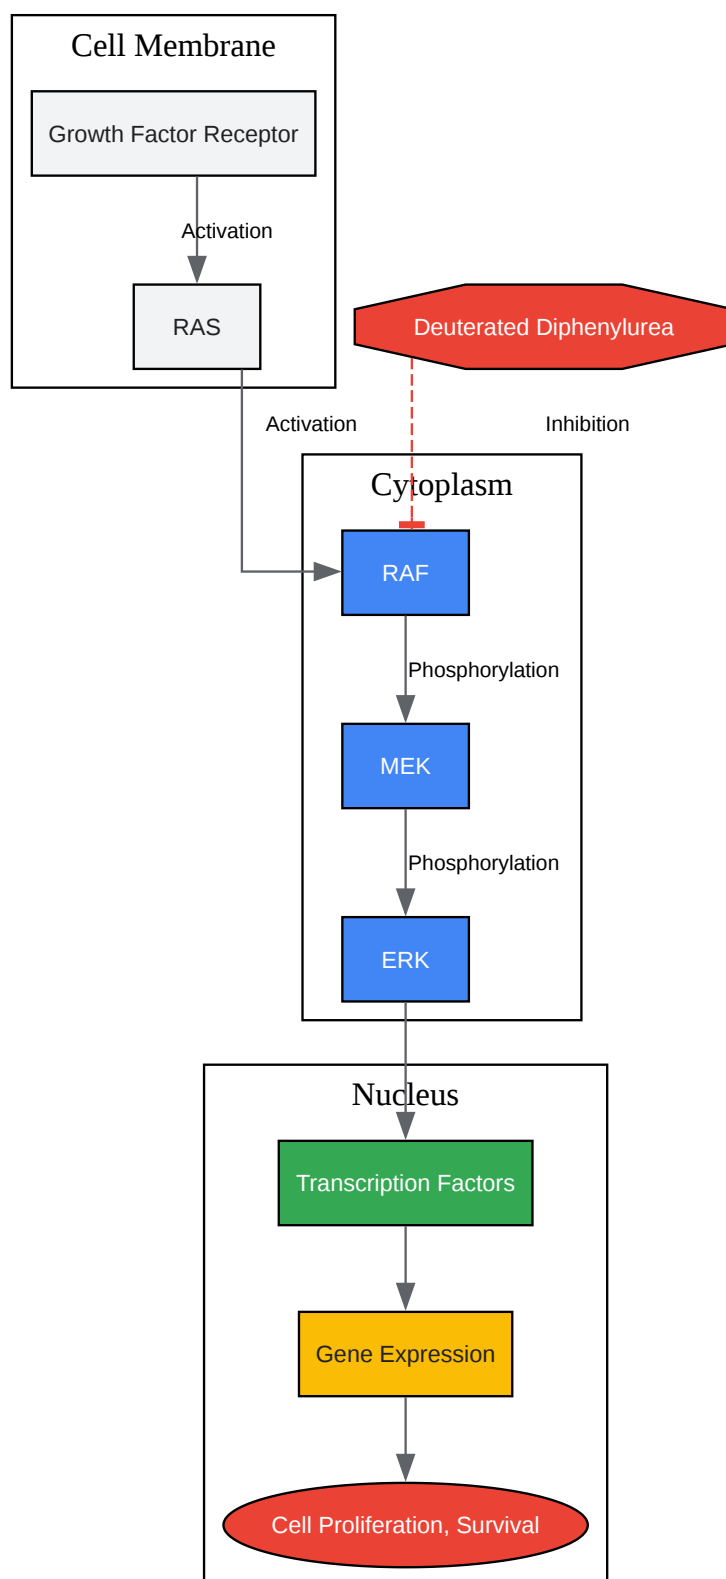 Cell Membrane
Growth Factor Receptor
Activation
RAS
Deuterated Diphenylurea
Activation
Inhibition
Cytoplasm
RAF
Phosphorylation
MEK
Phosphorylation
ERK
Nucleus
Transcription Factors
Gene Expression
Cell Proliferation, Survival